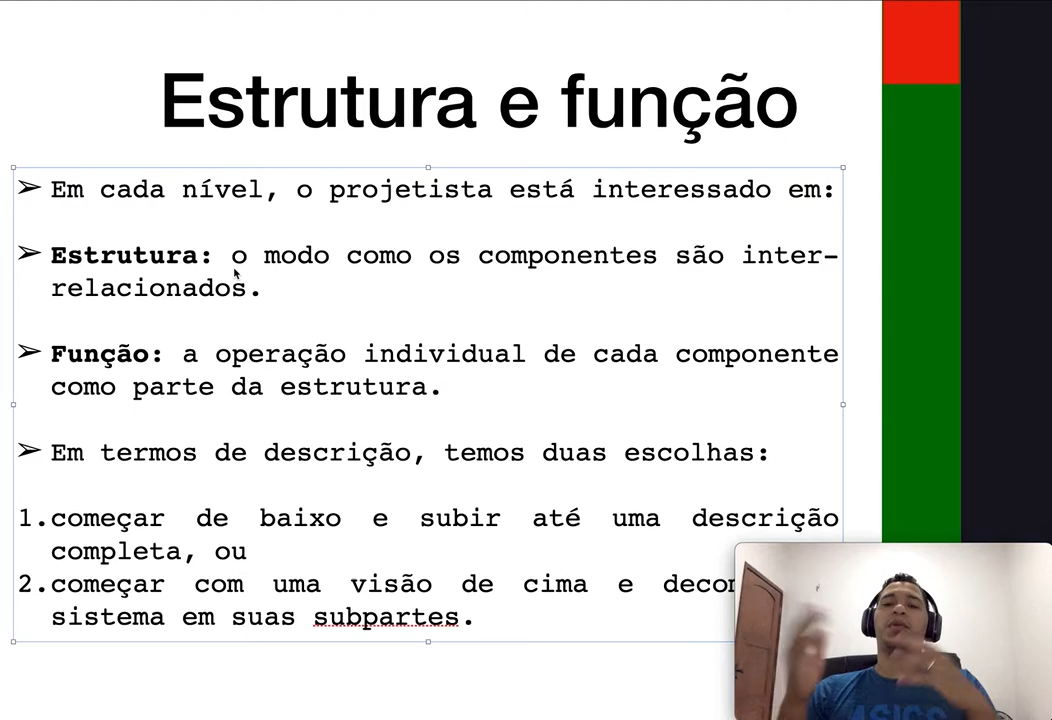 Estrutura e função
➢ Em cada nível, o projetista está interessado em:
➢ Estrutura: o modo como os componentes são inter-
relacionados.
➢ Função: a operação individual de cada componente
como parte da estrutura.
➢ Em termos de descrição, temos duas escolhas:
1.começar de baixo e subir até uma descrição
completa, ou
2.começar com uma visão de cima e
sistema em suas subpartes.
ASICS